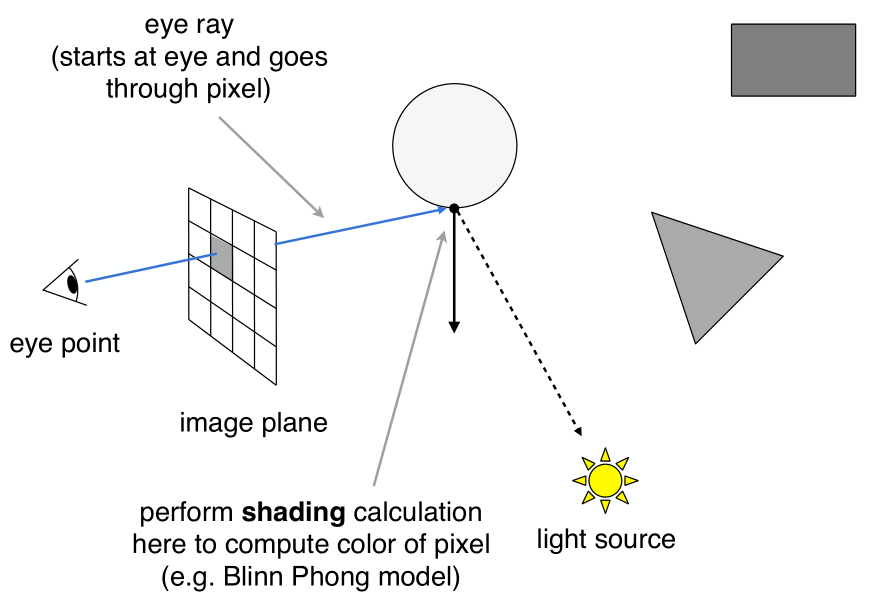 eye ray
(starts at eye and goes
through pixel)
eye point
image plane
perform shading calculation
here to compute color of pixel
(e.g. Blinn Phong model)
light source